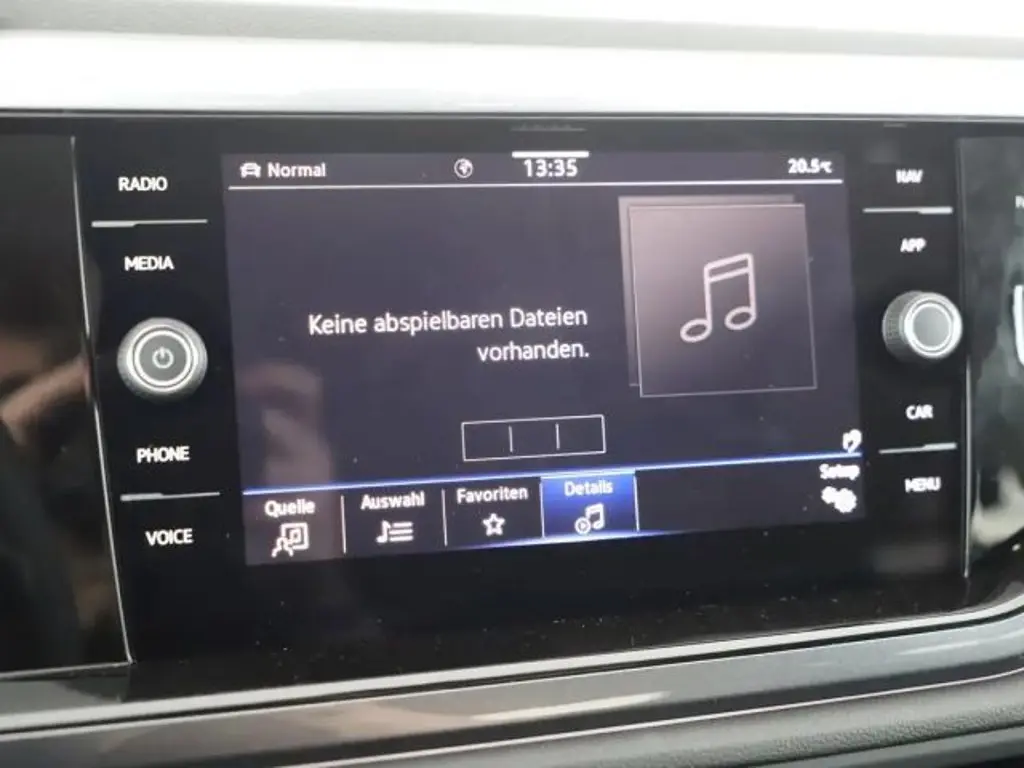 RADIO
MEDIA
PHONE
VOICE
Normal
13:35
20.5°C
Keine abspielbaren Dateien
vorhanden.
Quelle
Auswahl
Favoriten
Details
Setup
NAV
APP
CAR
MENU